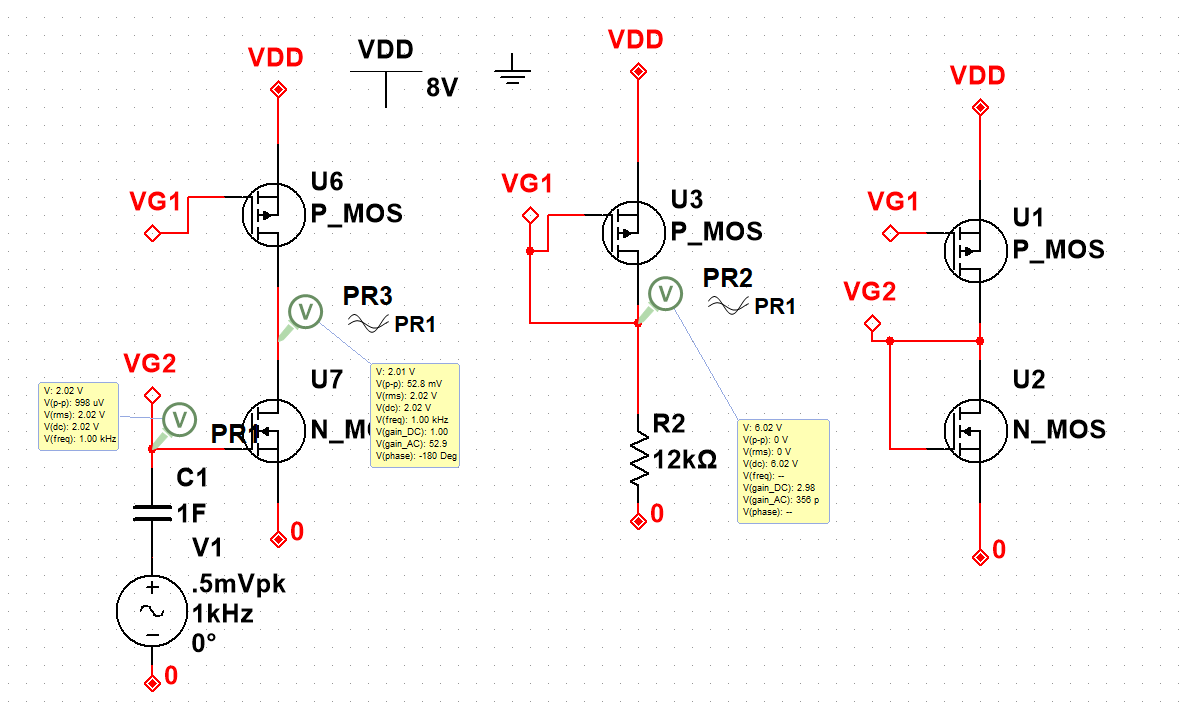 VDD
VDD
8V
VDD
VDD
VG1
U6
P_MOS
VG1
U3
P_MOS
VG1
U1
P_MOS
PR3
PR1
PR2
PR1
VG2
VG2
V
V
V: 2.01 V
V(p-p): 52.8 mV
V(rms): 2.02 V
V(dc): 2.02 V
V(freq): 1.00 kHz
V(gain_DC): 1.00
V(gain_AC): 52.9
V(phase): -180 Deg
V: 2.02 V
V(p-p): 998 uV
V(rms): 2.02 V
V(dc): 2.02 V
V(freq): 1.00 kHz
V
PR1
U7
N_M
U2
N_MOS
R2
12kΩ
V: 6.02 V
V(p-p): 0 V
V(rms): 0 V
V(dc): 6.02 V
V(freq): --
V(gain_DC): 2.98
V(gain_AC): 356 p
V(phase): --
C1
1F
0
0
0
V1
.5mVpk
1kHz
0°
0